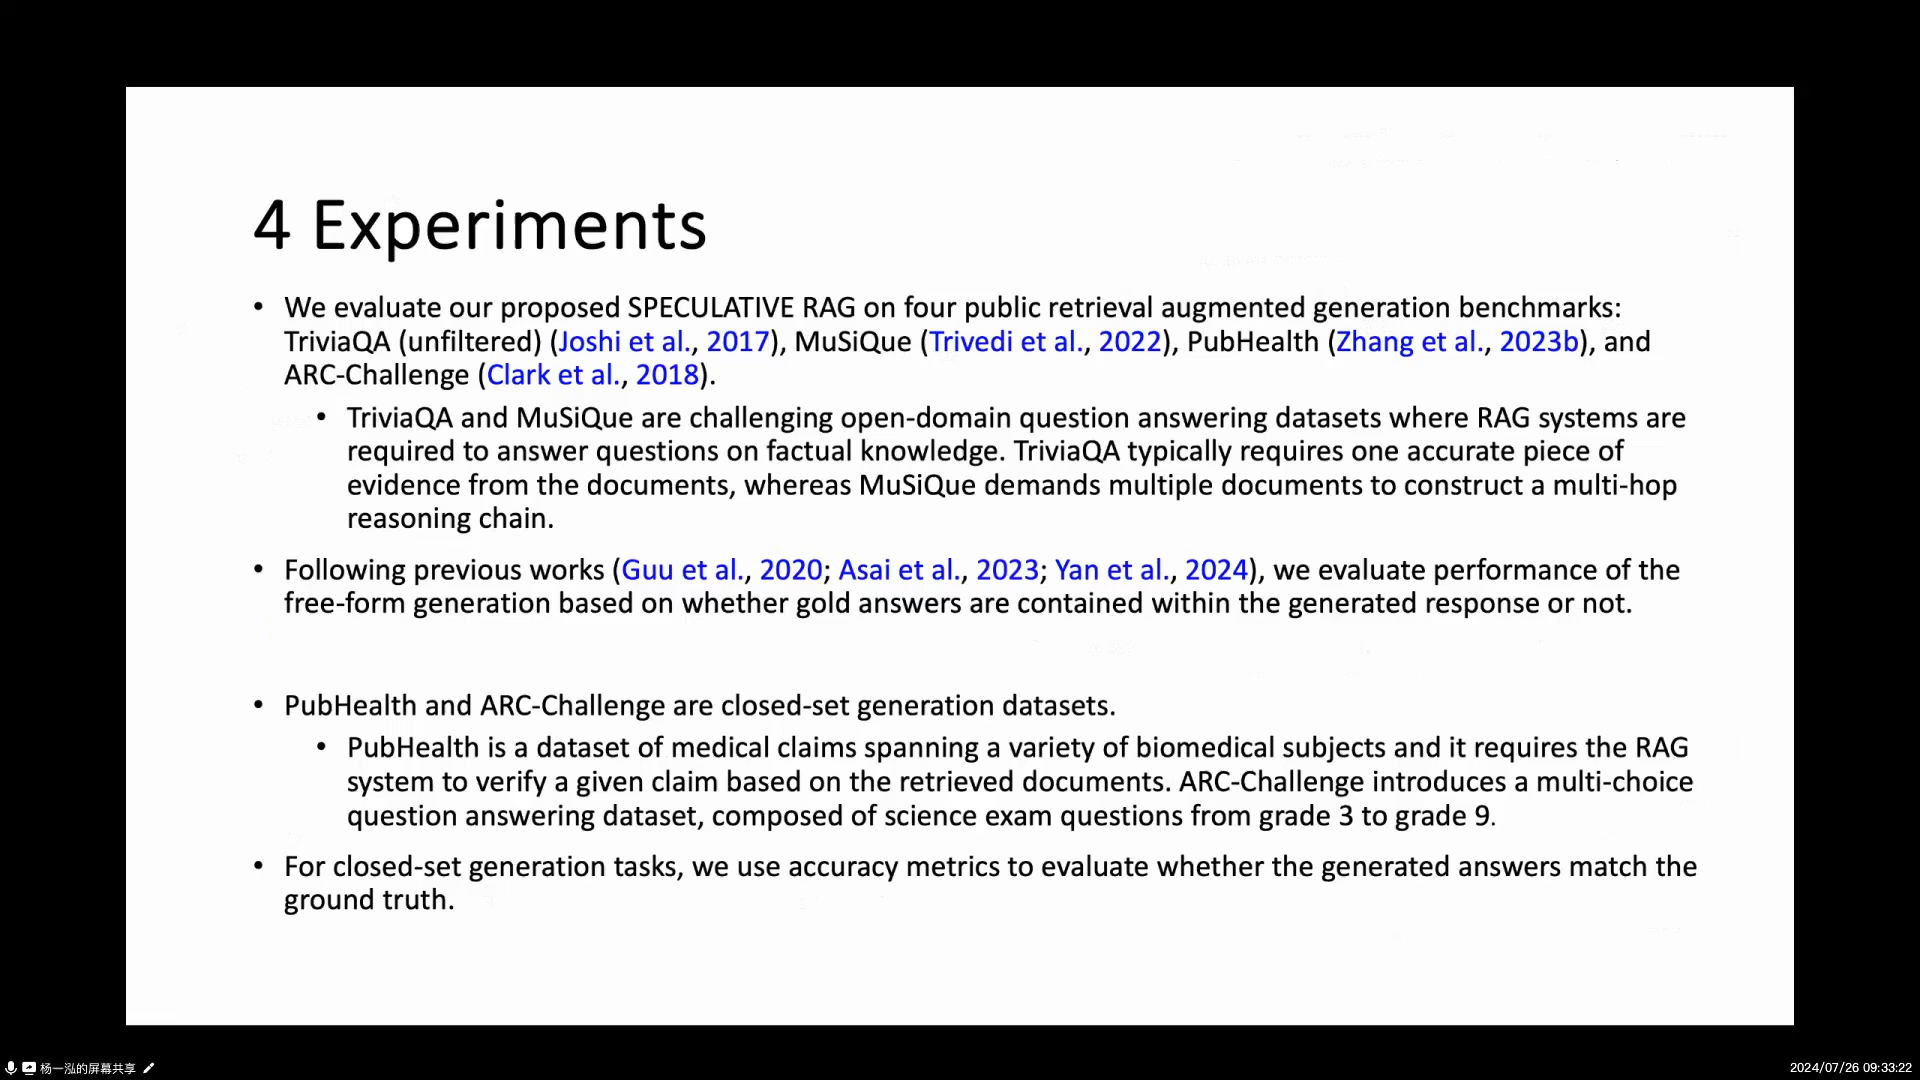 4 Experiments
• We evaluate our proposed SPECULATIVE RAG on four public retrieval augmented generation benchmarks:
TriviaQA (unfiltered) (Joshi et al., 2017), MuSiQue (Trivedi et al., 2022), PubHealth (Zhang et al., 2023b), and
ARC-Challenge (Clark et al., 2018).
• TriviaQA and MuSiQue are challenging open-domain question answering datasets where RAG systems are
required to answer questions on factual knowledge. TriviaQA typically requires one accurate piece of
evidence from the documents, whereas MuSiQue demands multiple documents to construct a multi-hop
reasoning chain.
• Following previous works (Guu et al., 2020; Asai et al., 2023; Yan et al., 2024), we evaluate performance of the
free-form generation based on whether gold answers are contained within the generated response or not.
• PubHealth and ARC-Challenge are closed-set generation datasets.
• PubHealth is a dataset of medical claims spanning a variety of biomedical subjects and it requires the RAG
system to verify a given claim based on the retrieved documents. ARC-Challenge introduces a multi-choice
question answering dataset, composed of science exam questions from grade 3 to grade 9.
• For closed-set generation tasks, we use accuracy metrics to evaluate whether the generated answers match the
ground truth.
杨一泓的屏幕共享
2024/07/26 09:33:22